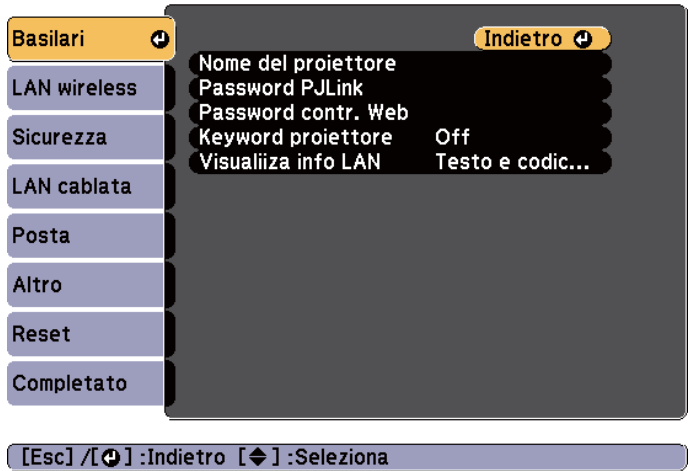 Basilari
LAN wireless
Sicurezza
LAN cablata
Posta
Altro
Reset
Completato
Indietro
Nome del proiettore
Password PJLink
Password contr. Web
Keyword proiettore Off
Visualiiza info LAN Testo e codic...
[Esc] /[ ] :Indietro [ ] :Seleziona